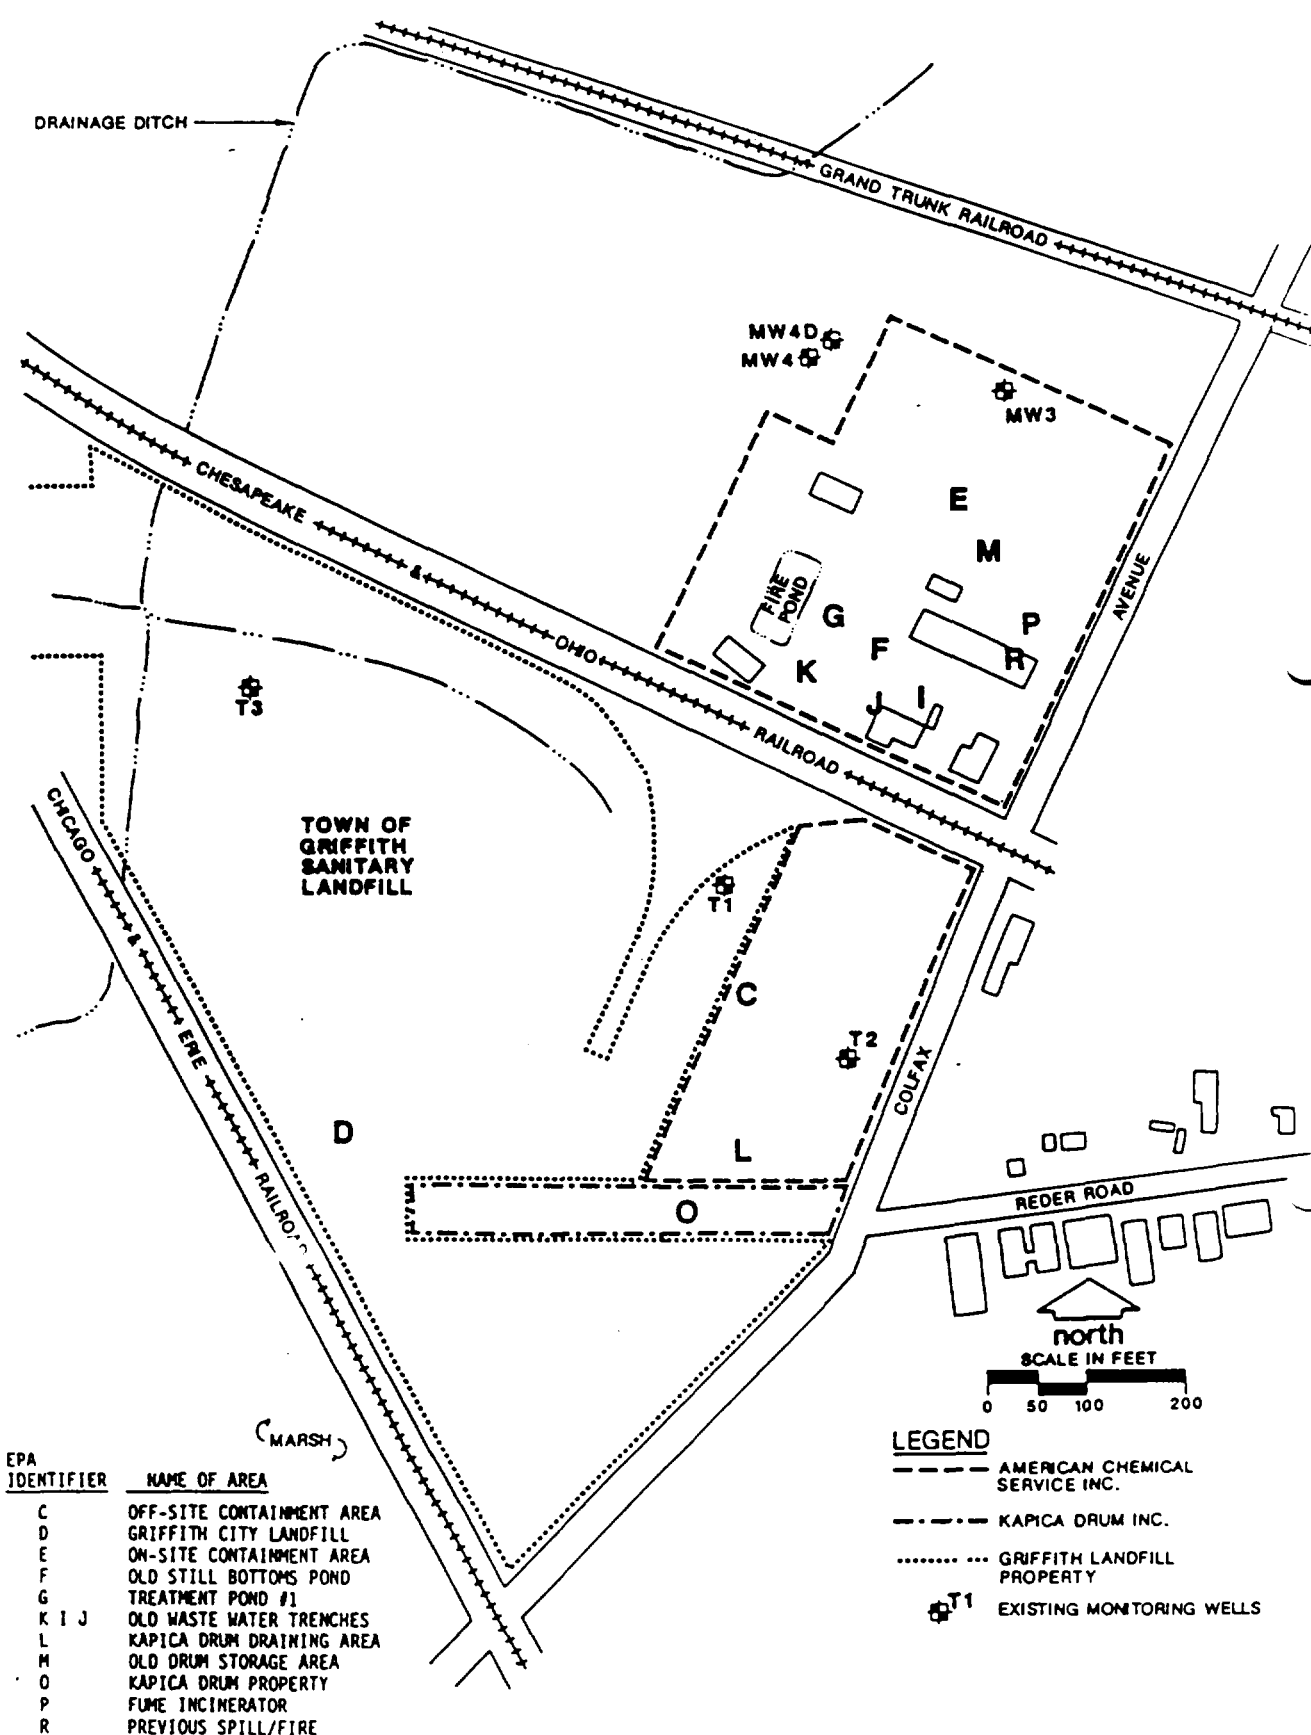 DRAINAGE DITCH
GRAND TRUNK RAILROAD
MW4D
MW4
MW3
CHESAPEAKE & OHIO RAILROAD
E
M
FIRE
POND
G
P
F
R
K
J
I
AVENUE
T3
CHICAGO & ERIE RAILROAD
TOWN OF
GRIFFITH
SANITARY
LANDFILL
T1
C
T2
COLFAX
D
L
O
REDER ROAD
north
SCALE IN FEET
0 50 100 200
MARSH
LEGEND
AMERICAN CHEMICAL
SERVICE INC.
KAPICA DRUM INC.
GRIFFITH LANDFILL
PROPERTY
T1 EXISTING MONITORING WELLS
EPA
IDENTIFIER NAME OF AREA
C OFF-SITE CONTAINMENT AREA
D GRIFFITH CITY LANDFILL
E ON-SITE CONTAINMENT AREA
F OLD STILL BOTTOMS POND
G TREATMENT POND #1
K I J OLD WASTE WATER TRENCHES
L KAPICA DRUM DRAINING AREA
M OLD DRUM STORAGE AREA
O KAPICA DRUM PROPERTY
P FUME INCINERATOR
R PREVIOUS SPILL/FIRE